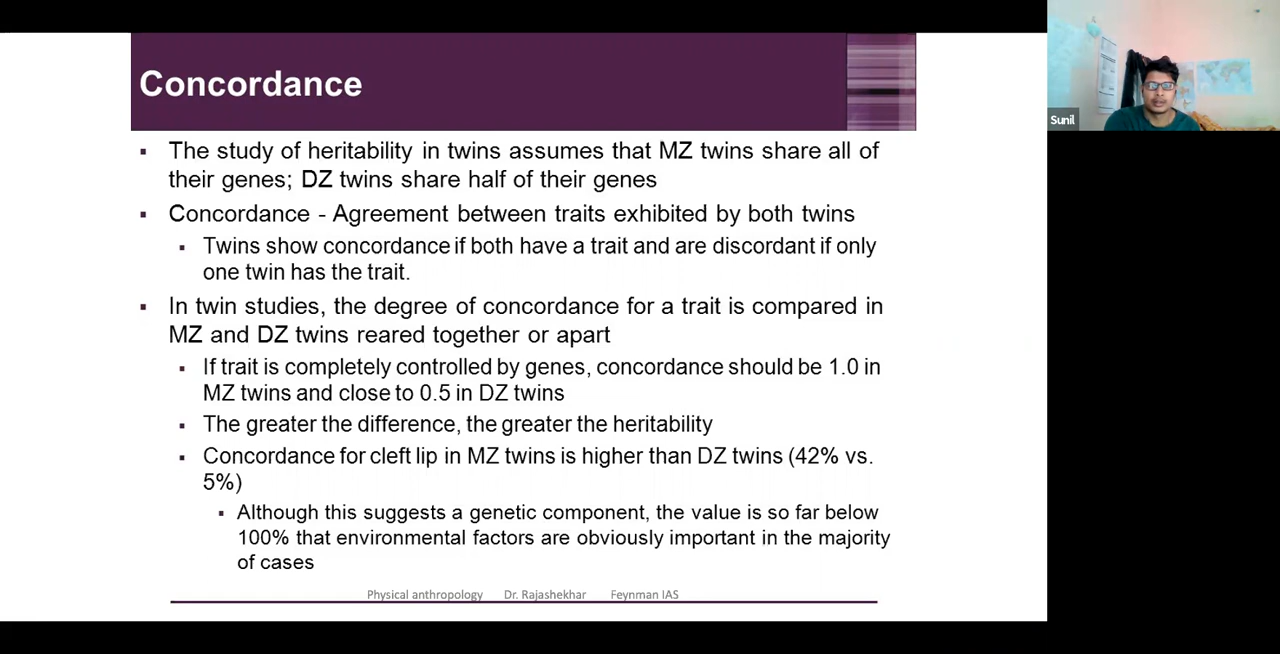 Concordance
▪ The study of heritability in twins assumes that MZ twins share all of
their genes; DZ twins share half of their genes
▪ Concordance - Agreement between traits exhibited by both twins
▪ Twins show concordance if both have a trait and are discordant if only
one twin has the trait.
▪ In twin studies, the degree of concordance for a trait is compared in
MZ and DZ twins reared together or apart
▪ If trait is completely controlled by genes, concordance should be 1.0 in
MZ twins and close to 0.5 in DZ twins
▪ The greater the difference, the greater the heritability
▪ Concordance for cleft lip in MZ twins is higher than DZ twins (42% vs.
5%)
▪ Although this suggests a genetic component, the value is so far below
100% that environmental factors are obviously important in the majority
of cases
Physical anthropology Dr. Rajashekhar Feynman IAS
Sunil